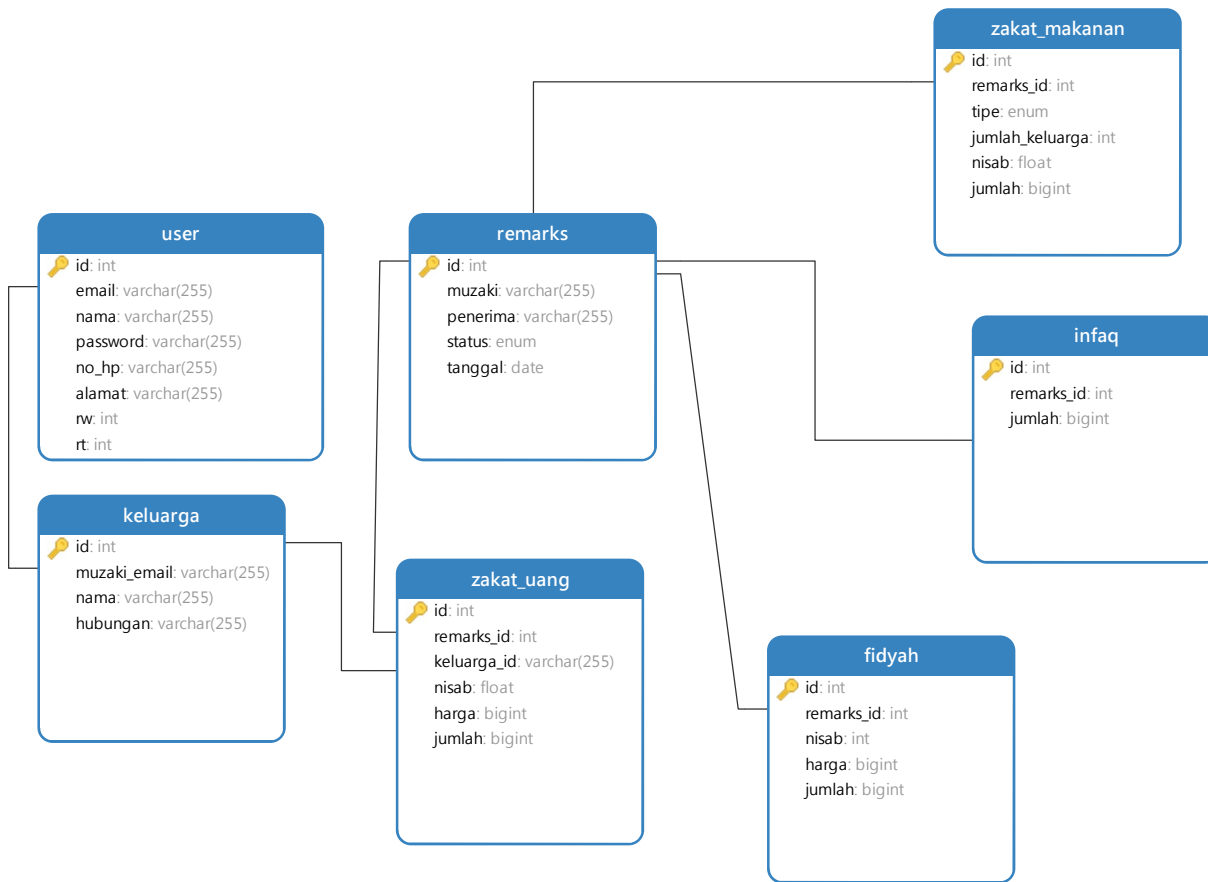 zakat_makanan
id: int
remarks_id: int
tipe: enum
jumlah_keluarga: int
nisab: float
jumlah: bigint
user
id: int
email: varchar(255)
nama: varchar(255)
password: varchar(255)
no_hp: varchar(255)
alamat: varchar(255)
rw: int
rt: int
remarks
id: int
muzaki: varchar(255)
penerima: varchar(255)
status: enum
tanggal: date
infaq
id: int
remarks_id: int
jumlah: bigint
keluarga
id: int
muzaki_email: varchar(255)
nama: varchar(255)
hubungan: varchar(255)
zakat_uang
id: int
remarks_id: int
keluarga_id: varchar(255)
nisab: float
harga: bigint
jumlah: bigint
fidyah
id: int
remarks_id: int
nisab: int
harga: bigint
jumlah: bigint